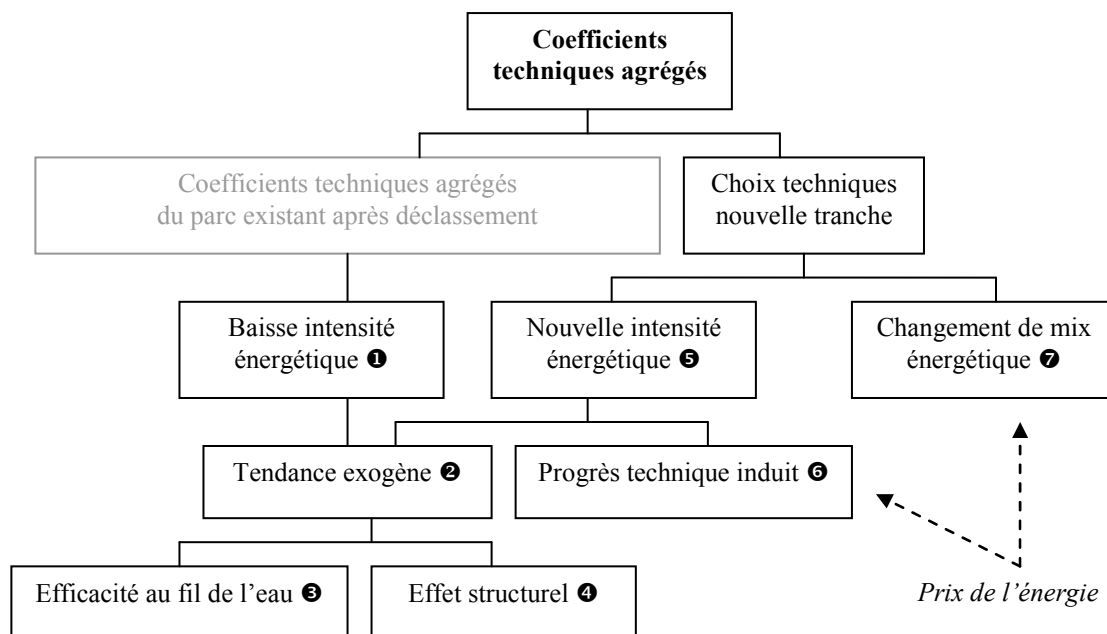 Coefficients
techniques agrégés
Coefficients techniques agrégés
du parc existant après déclassement
Choix techniques
nouvelle tranche
Baisse intensité
énergétique ❶
Nouvelle intensité
énergétique ❺
Changement de mix
énergétique ❼
Tendance exogène ❷
Progrès technique induit ❻
Efficacité au fil de l’eau ❸
Effet structurel ❹
Prix de l’énergie